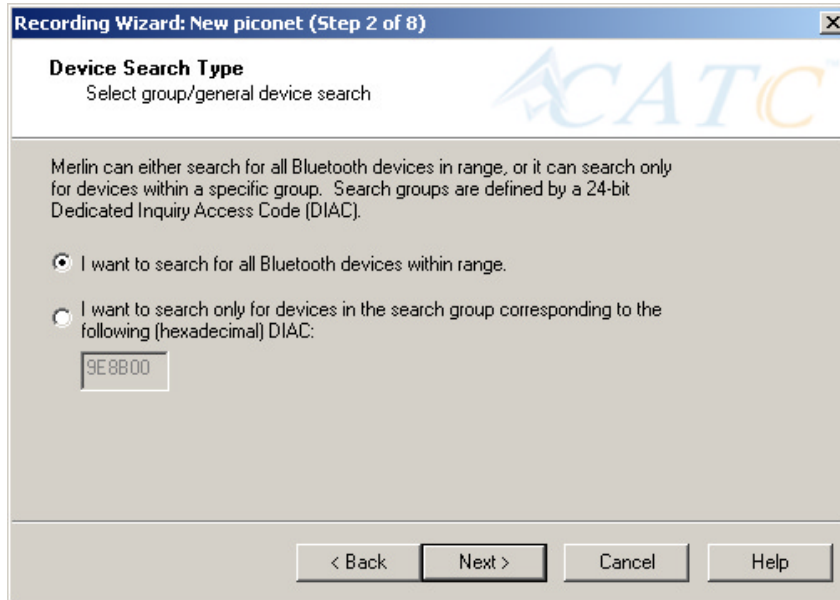 Recording Wizard: New piconet (Step 2 of 8)
Device Search Type
Select group/general device search
CATC
Merlin can either search for all Bluetooth devices in range, or it can search only
for devices within a specific group. Search groups are defined by a 24-bit
Dedicated Inquiry Access Code (DIAC).
I want to search for all Bluetooth devices within range.
I want to search only for devices in the search group corresponding to the
following (hexadecimal) DIAC:
9E8B00
< Back Next > Cancel Help